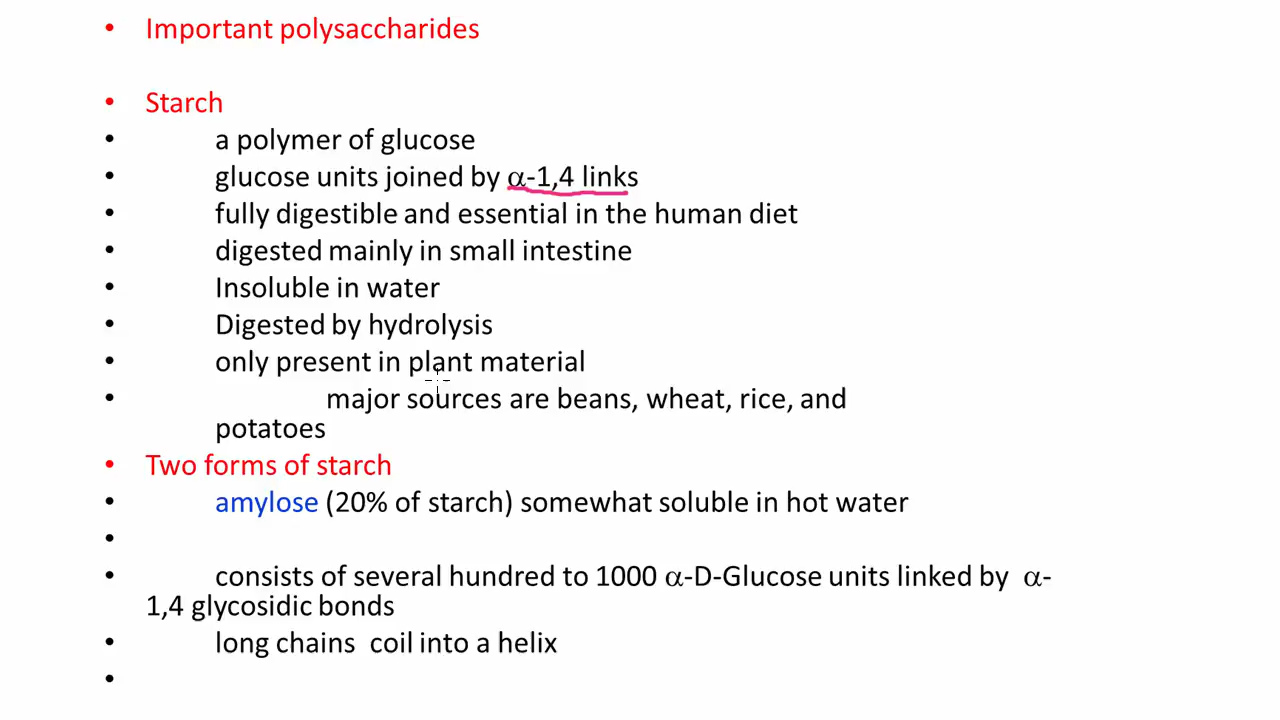 • Important polysaccharides
• Starch
• a polymer of glucose
• glucose units joined by α-1,4 links
• fully digestible and essential in the human diet
• digested mainly in small intestine
• Insoluble in water
• Digested by hydrolysis
• only present in plant material
• major sources are beans, wheat, rice, and
potatoes
• Two forms of starch
• amylose (20% of starch) somewhat soluble in hot water
•
• consists of several hundred to 1000 α-D-Glucose units linked by α-
1,4 glycosidic bonds
• long chains coil into a helix
•